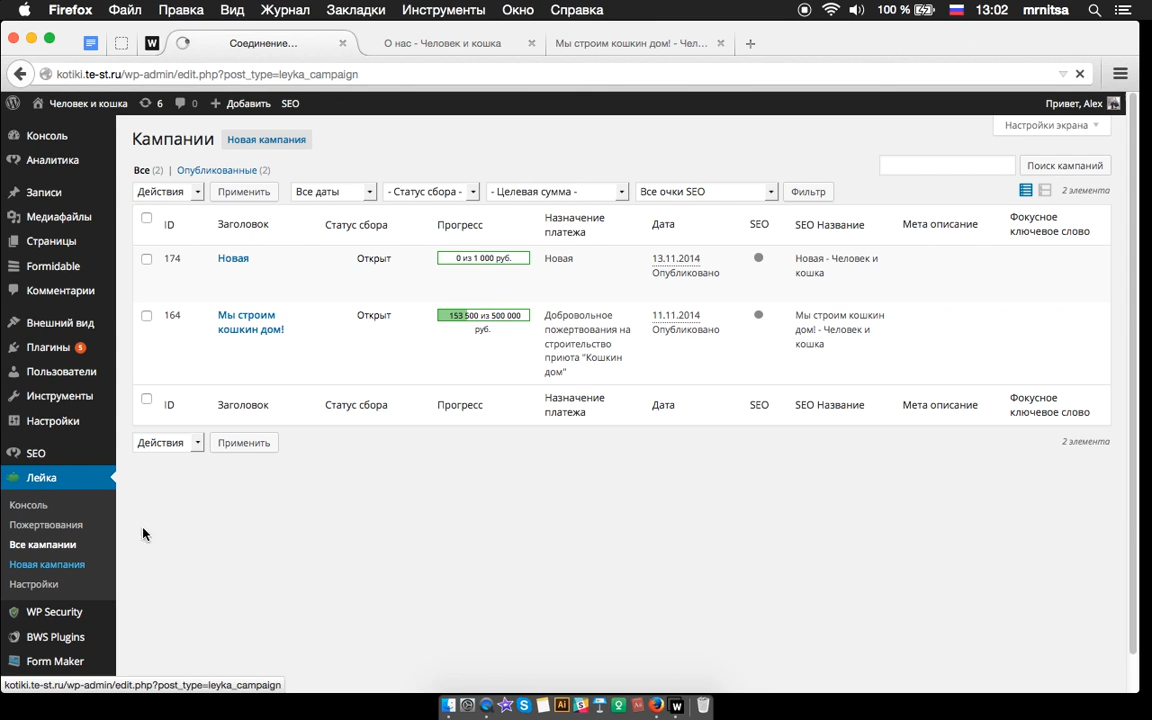 Firefox Файл Правка Вид Журнал Закладки Инструменты Окно Справка 100 % 13:02 mrnitsa
W Соединение... О нас - Человек и кошка Мы строим кошкин дом! - Чел...
kotiki.te-st.ru/wp-admin/edit.php?post_type=leyka_campaign
Человек и кошка 6 0 + Добавить SEO Привет, Alex
Консоль
Аналитика
Записи
Медиафайлы
Страницы
Formidable
Комментарии
Внешний вид
Плагины 5
Пользователи
Инструменты
Настройки
SEO
Лейка
Консоль
Пожертвования
Все кампании
Новая кампания
Настройки
WP Security
BWS Plugins
Form Maker
Кампании Новая кампания Настройки экрана
Все (2) | Опубликованные (2) Поиск кампаний
Действия Применить Все даты - Статус сбора - - Целевая сумма - Все очки SEO Фильтр 2 элемента
ID Заголовок Статус сбора Прогресс Назначение платежа Дата SEO SEO Название Мета описание Фокусное ключевое слово
174 Новая Открыт 0 из 1 000 руб. Новая 13.11.2014 Новая - Человек и
Опубликовано кошка
164 Мы строим Открыт 153 500 из 500 000 Добровольное 11.11.2014 Мы строим кошкин
кошкин дом! руб. пожертвования на Опубликовано дом! - Человек и
строительство кошка
приюта "Кошкин
дом"
ID Заголовок Статус сбора Прогресс Назначение платежа Дата SEO SEO Название Мета описание Фокусное ключевое слово
Действия Применить 2 элемента
kotiki.te-st.ru/wp-admin/edit.php?post_type=leyka_campaign